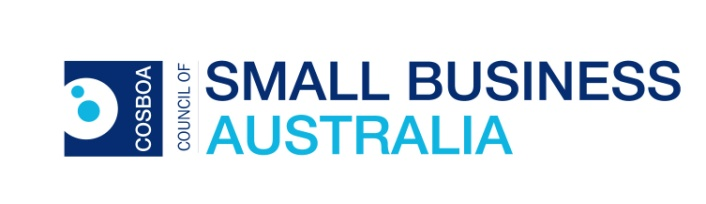 COSBOA
COUNCIL OF
SMALL BUSINESS
AUSTRALIA